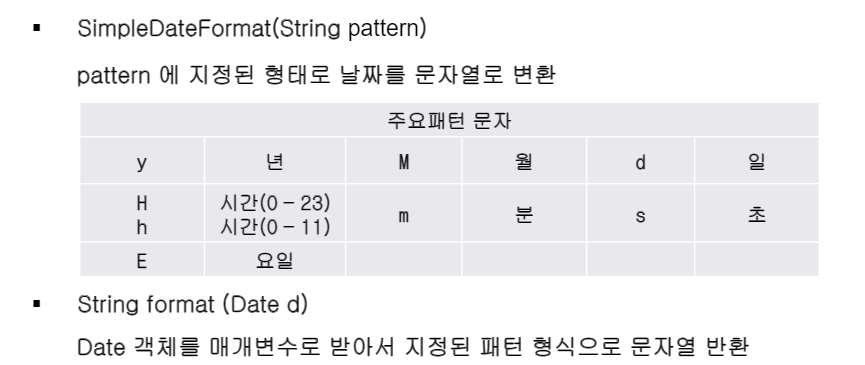 ▪ SimpleDateFormat(String pattern)
pattern 에 지정된 형태로 날짜를 문자열로 변환
주요패턴 문자
y 년 M 월 d 일
H 시간(0 – 23)
h 시간(0 – 11) m 분 s 초
E 요일
▪ String format (Date d)
Date 객체를 매개변수로 받아서 지정된 패턴 형식으로 문자열 반환